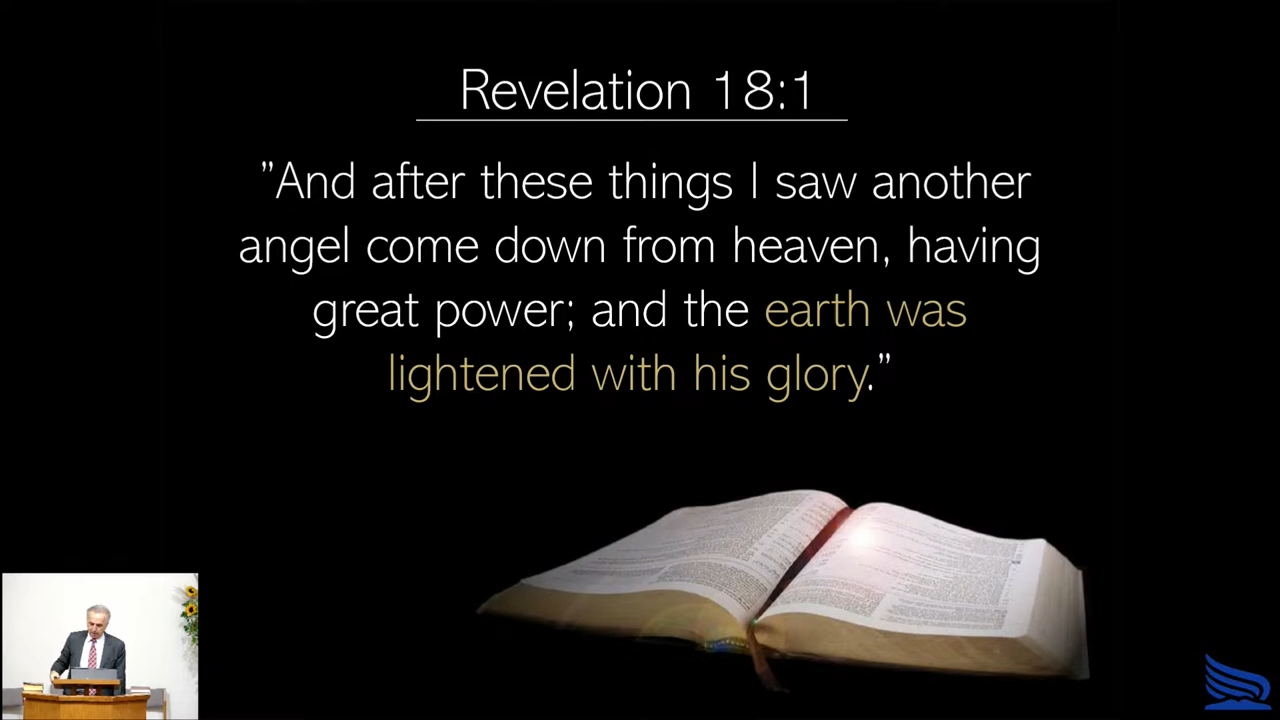 Revelation 18:1
”And after these things I saw another
angel come down from heaven, having
great power; and the earth was
lightened with his glory.”